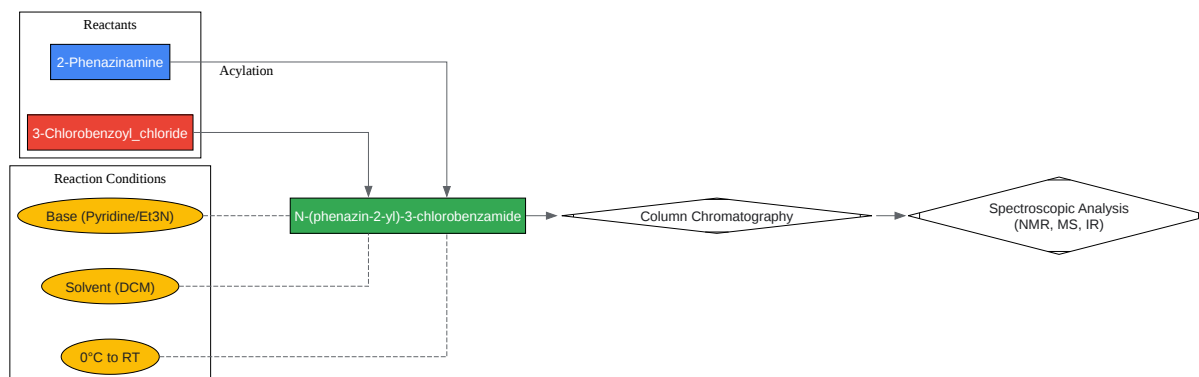 Reactants
2-Phenazinamine
Acylation
3-Chlorobenzoyl_chloride
Reaction Conditions
Base (Pyridine/Et3N)
N-(phenazin-2-yl)-3-chlorobenzamide
Column Chromatography
Spectroscopic Analysis
(NMR, MS, IR)
Solvent (DCM)
0°C to RT